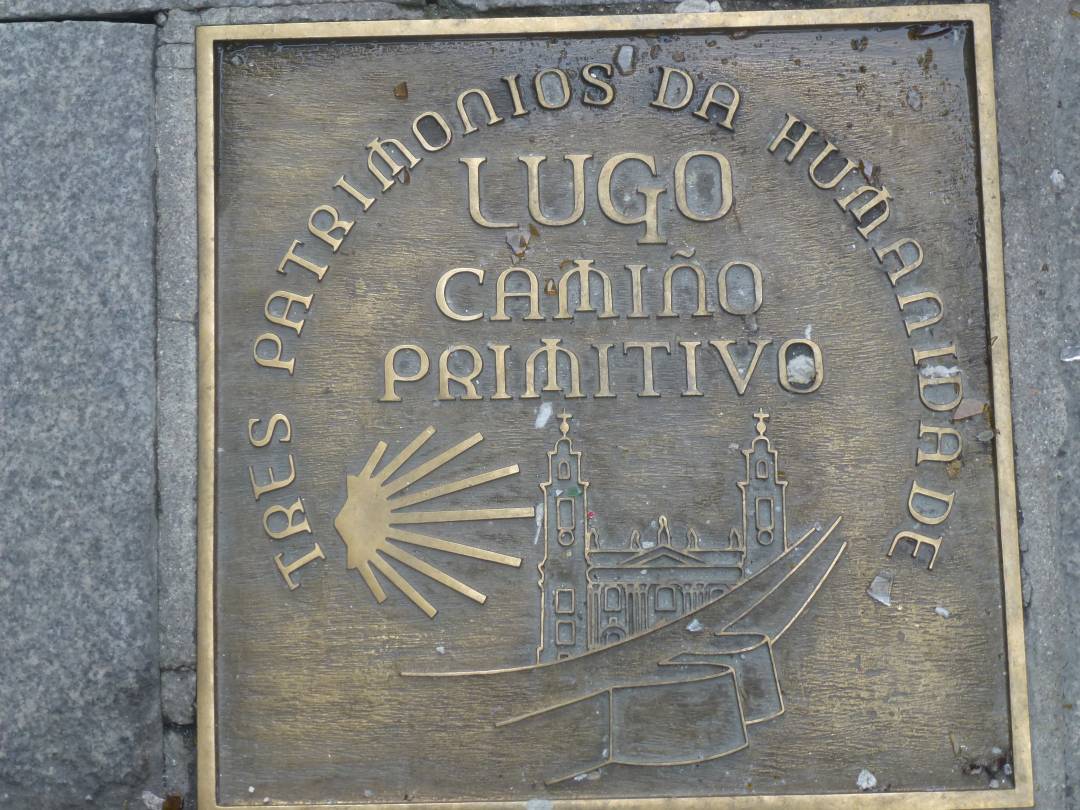 TRES PATRIMONIOS DA HUMANIDADE
LUGO
CAMIÑO
PRIMITIVO